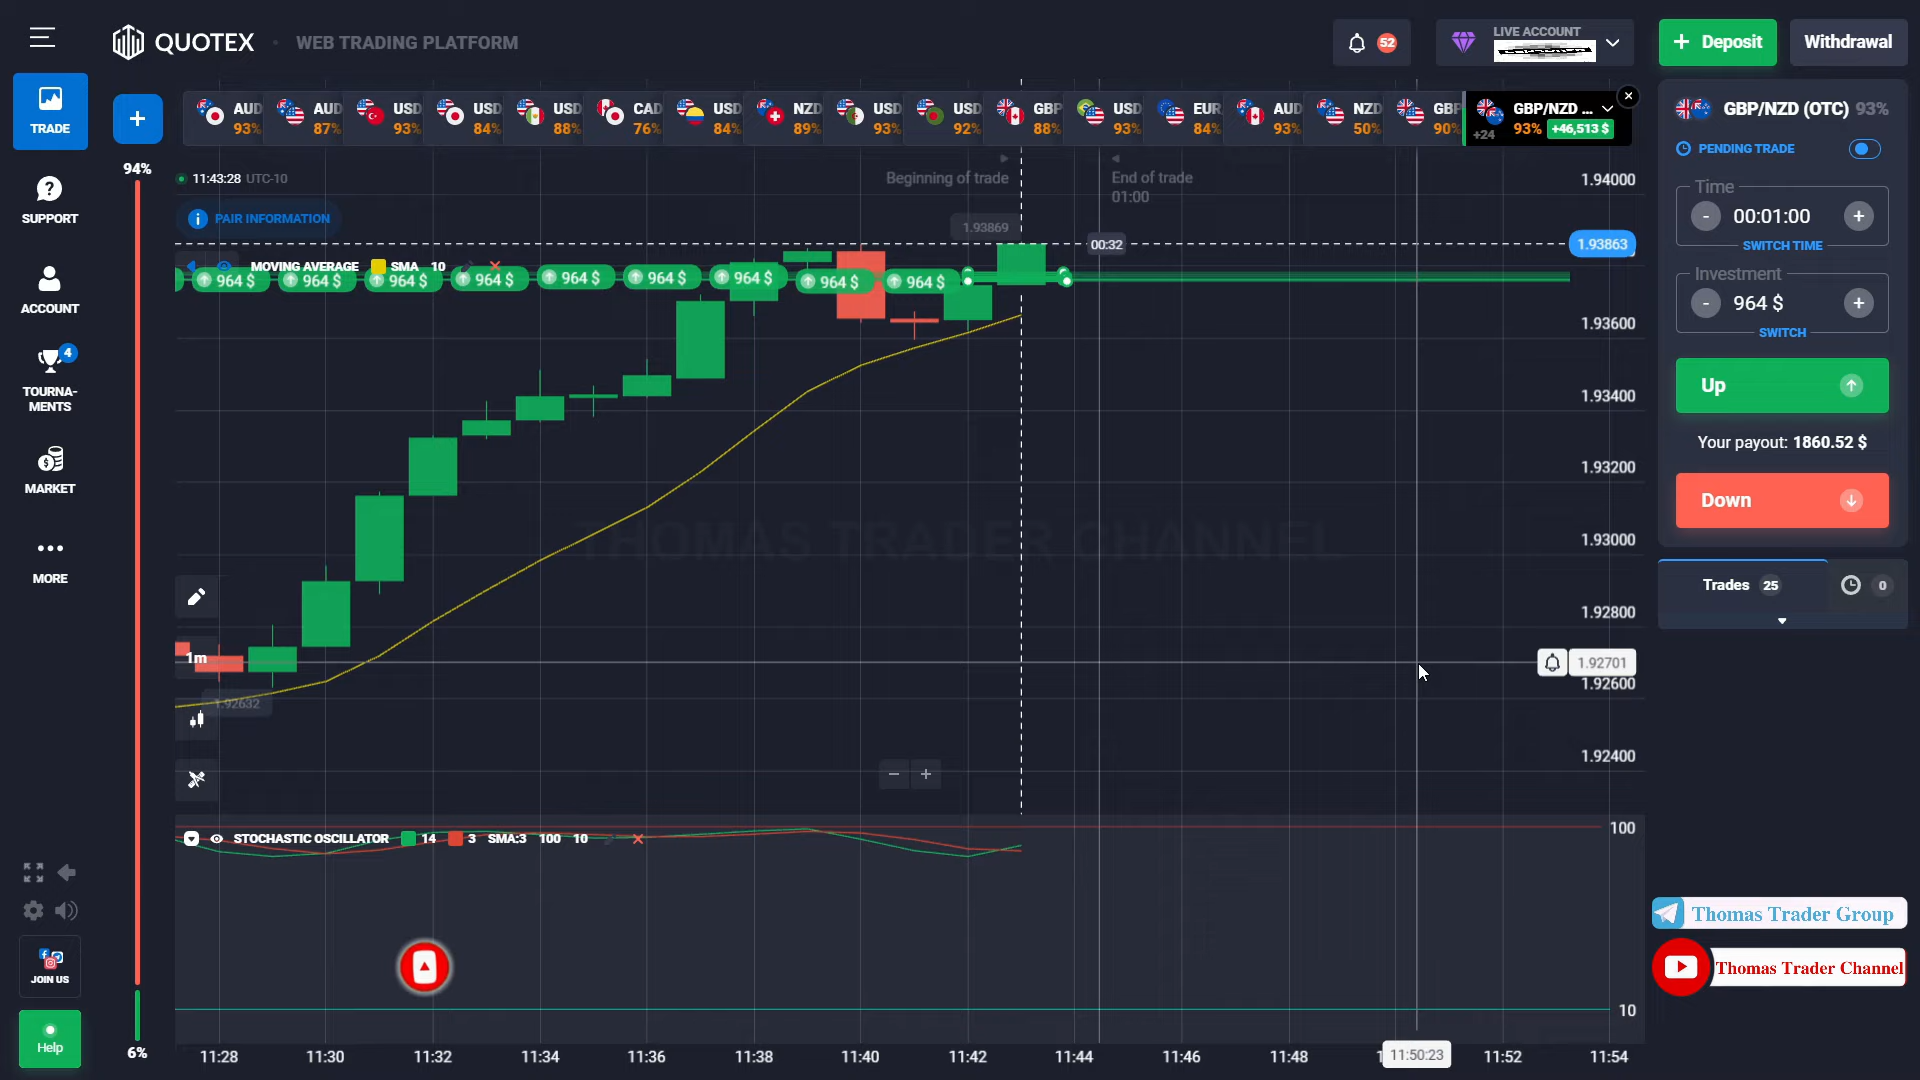 QUOTEX
WEB TRADING PLATFORM
52
LIVE ACCOUNT
Deposit
Withdrawal
TRADE
SUPPORT
ACCOUNT
4
TOURNA-
MENTS
MARKET
MORE
JOIN US
Help
94%
6%
AUD
93%
AUD
87%
USD
93%
USD
84%
USD
88%
CAD
76%
USD
84%
NZD
89%
USD
93%
USD
92%
GBP
88%
USD
93%
EUR
84%
AUD
93%
NZD
50%
GBP
90%
GBP/NZD ...
+24
93% +46,513 $
11:43:28 UTC-10
Beginning of trade
End of trade
01:00
PAIR INFORMATION
1.93869
00:32
MOVING AVERAGE SMA 10
964 $ 964 $ 964 $ 964 $ 964 $ 964 $ 964 $ 964 $ 964 $
1.94000
1.93863
1.93600
1.93400
1.93200
1.93000
1.92800
1.92701
1.92600
1.92400
THOMAS TRADER CHANNEL
1m
1.92632
STOCHASTIC OSCILLATOR 14 3 SMA:3 100 10
100
10
11:28 11:30 11:32 11:34 11:36 11:38 11:40 11:42 11:44 11:46 11:48 11:50:23 11:52 11:54
GBP/NZD (OTC) 93%
PENDING TRADE
Time
- 00:01:00 +
SWITCH TIME
Investment
- 964 $ +
SWITCH
Up
Your payout: 1860.52 $
Down
Trades 25
0
Thomas Trader Group
Thomas Trader Channel